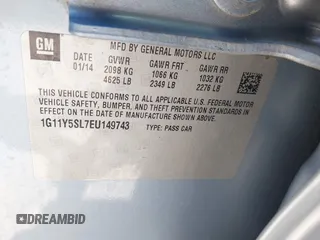 GM
MFD BY GENERAL MOTORS LLC
01/14 GVWR GAWR FRT GAWR RR
2098 KG 1066 KG 1032 KG
4625 LB 2349 LB 2276 LB
THIS VEHICLE CONFORMS TO ALL APPLICABLE U.S. FEDERAL
VEHICLE SAFETY, BUMPER, AND THEFT PREVENTION
STANDARDS IN EFFECT ON THE DATE OF
MANUFACTURE SHOWN ABOVE.
1G11Y5SL7EU149743 TYPE: PASS CAR
DREAMBID